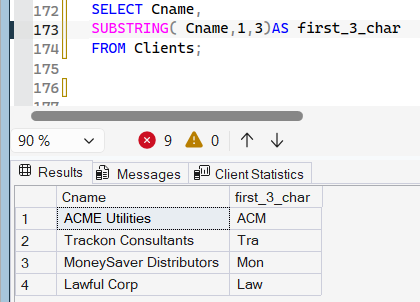 172 SELECT Cname,
173 SUBSTRING( Cname,1,3)AS first_3_char
174 FROM Clients;
175
176
177
90 % 9 0
Results Messages Client Statistics
Cname first_3_char
1 ACME Utilities ACM
2 Trackon Consultants Tra
3 MoneySaver Distributors Mon
4 Lawful Corp Law